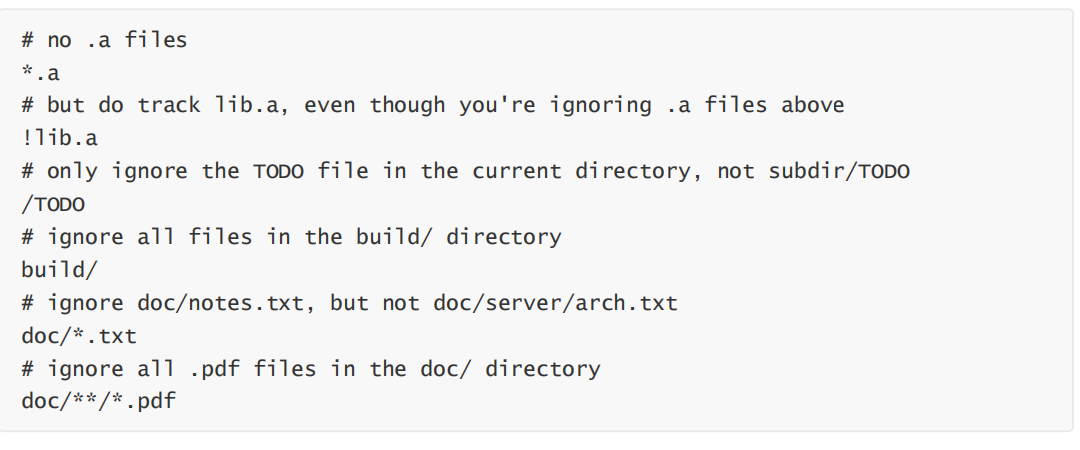 # no .a files
*.a
# but do track lib.a, even though you're ignoring .a files above
!lib.a
# only ignore the TODO file in the current directory, not subdir/TODO
/TODO
# ignore all files in the build/ directory
build/
# ignore doc/notes.txt, but not doc/server/arch.txt
doc/*.txt
# ignore all .pdf files in the doc/ directory
doc/**/*.pdf